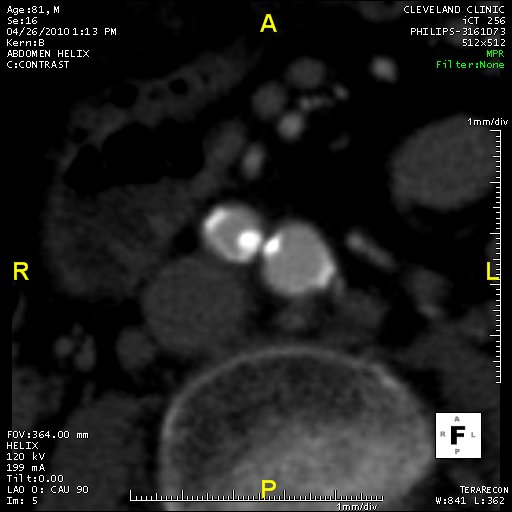 Age:81,M
Se:16
04/26/2010 1:13 PM
Kern:B
ABDOMEN HELIX
C:CONTRAST
A
CLEVELAND CLINIC
iCT 256
PHILIPS-3161D73
512x512
MPR
Filter:None
1mm/div
R
L
FOV:364.00 mm
HELIX
120 kV
199 mA
Tilt:0.00
LAO 0: CAU 90
Im: 5
P
1mm/div
A
R F L
P
TERARECON
W:841 L:362